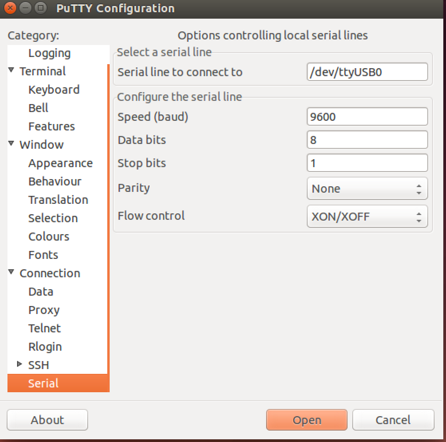 PuTTY Configuration
Category:
Logging
Terminal
Keyboard
Bell
Features
Window
Appearance
Behaviour
Translation
Selection
Colours
Fonts
Connection
Data
Proxy
Telnet
Rlogin
SSH
Serial
Options controlling local serial lines
Select a serial line
Serial line to connect to /dev/ttyUSB0
Configure the serial line
Speed (baud) 9600
Data bits 8
Stop bits 1
Parity None
Flow control XON/XOFF
About Open Cancel